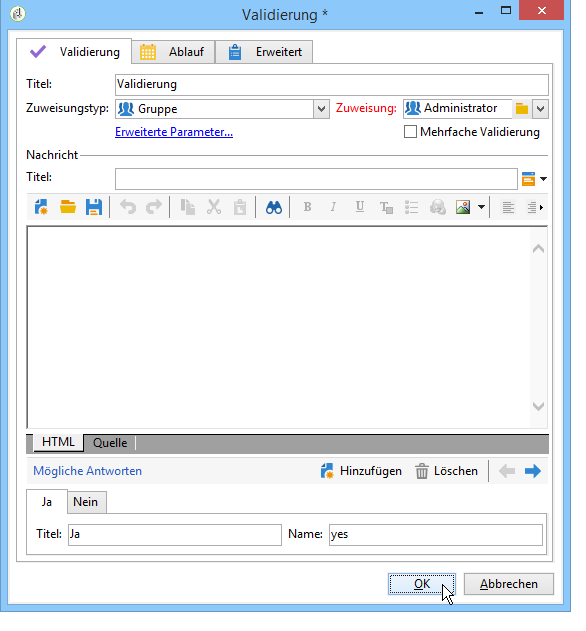 Validierung *
Validierung Ablauf Erweitert
Titel: Validierung
Zuweisungstyp: Gruppe Zuweisung: Administrator
Erweiterte Parameter... Mehrfache Validierung
Nachricht
Titel:
B I U T
HTML Quelle
Mögliche Antworten Hinzufügen Löschen
Ja Nein
Titel: Ja Name: yes
OK Abbrechen